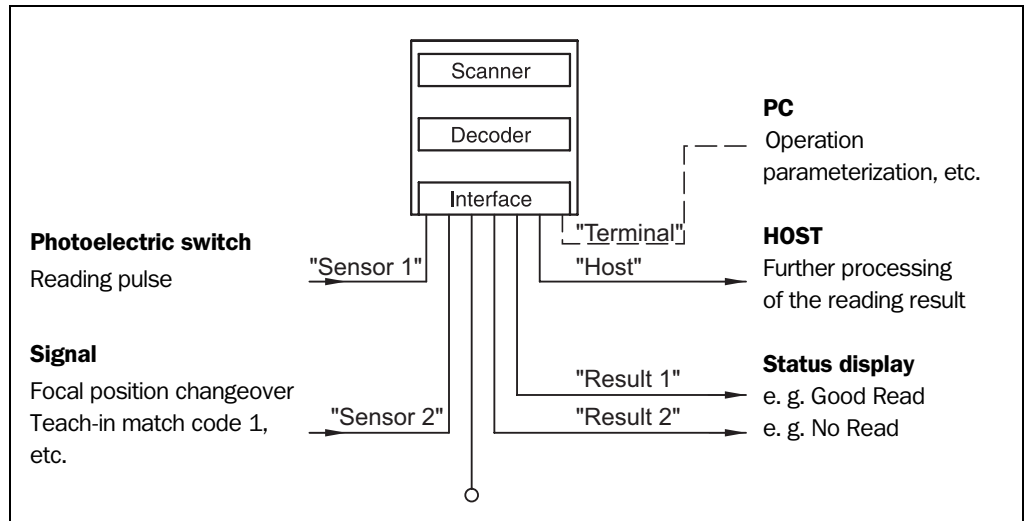 Scanner
Decoder
Interface
PC
Operation
parameterization, etc.
"Terminal"
HOST
"Host"
Further processing
of the reading result
Photoelectric switch
Reading pulse
"Sensor 1"
Signal
Focal position changeover
Teach-in match code 1,
etc.
"Sensor 2"
Status display
"Result 1"
e. g. Good Read
"Result 2"
e. g. No Read